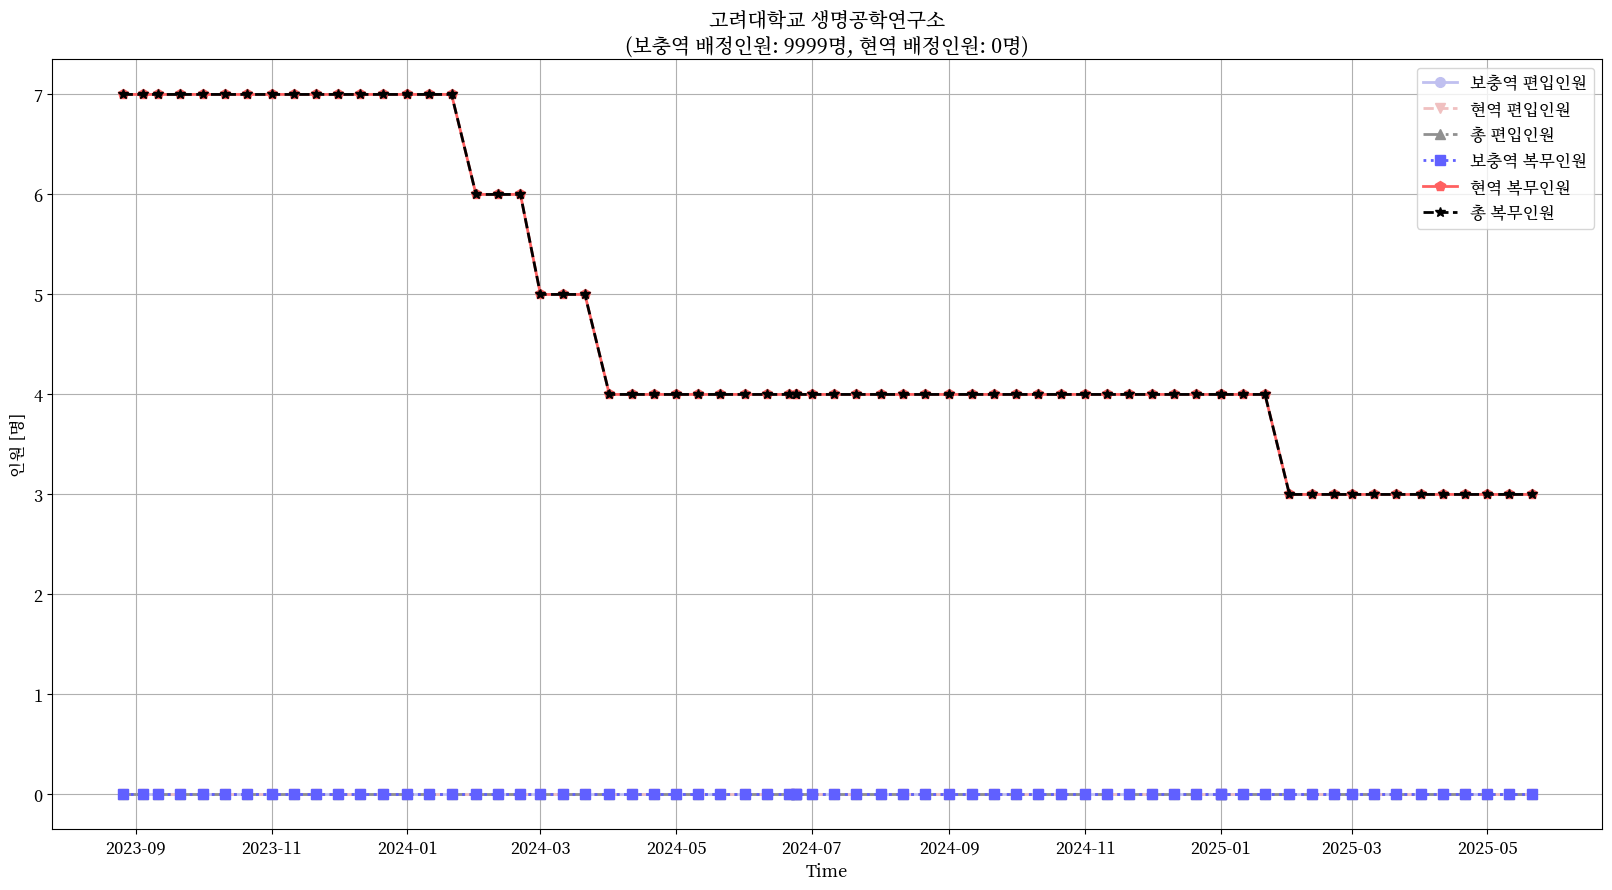 고려대학교 생명공학연구소
(보충역 배정인원: 9999명, 현역 배정인원: 0명)
보충역 편입인원
현역 편입인원
총 편입인원
보충역 복무인원
현역 복무인원
총 복무인원
인원 [명]
7
6
5
4
3
2
1
0
2023-09 2023-11 2024-01 2024-03 2024-05 2024-07 2024-09 2024-11 2025-01 2025-03 2025-05
Time